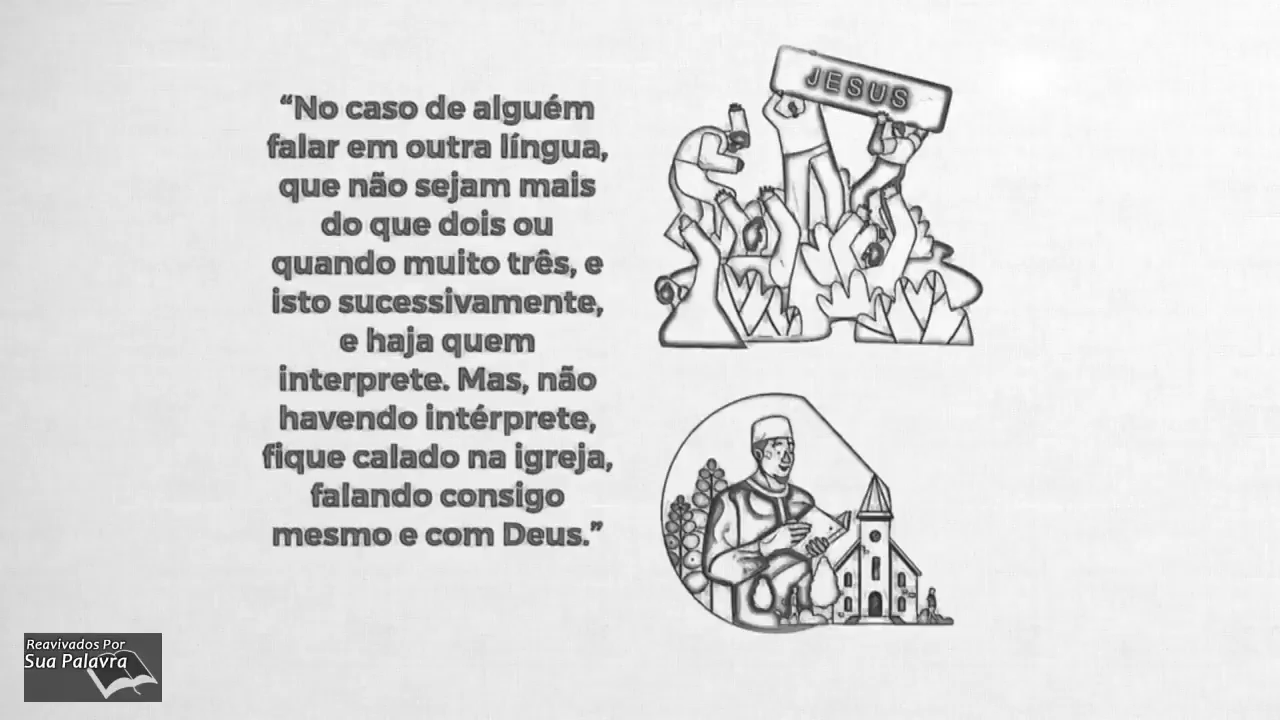 “No caso de alguém
falar em outra língua,
que não sejam mais
do que dois ou
quando muito três, e
isto sucessivamente,
e haja quem
interprete. Mas, não
havendo intérprete,
fique calado na igreja,
falando consigo
mesmo e com Deus.”
JESUS
Reavivados Por
Sua Palavra